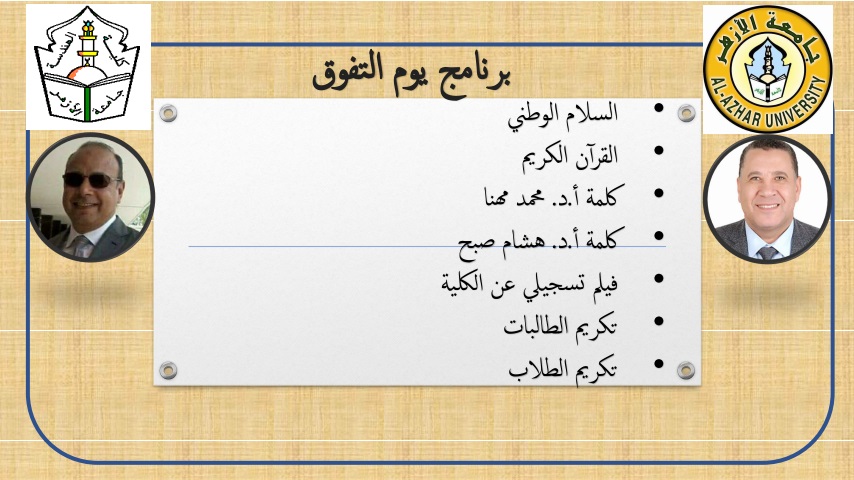 كلية الهندسة
جامعة الأزهر
جامعة الأزهر
AL-AZHAR UNIVERSITY
برنامج يوم التفوق
• السلام الوطني
• القرآن الكريم
• كلمة أ.د. محمد مهنا
• كلمة أ.د. هشام صبح
• فيلم تسجيلي عن الكلية
• تكريم الطالبات
• تكريم الطلاب